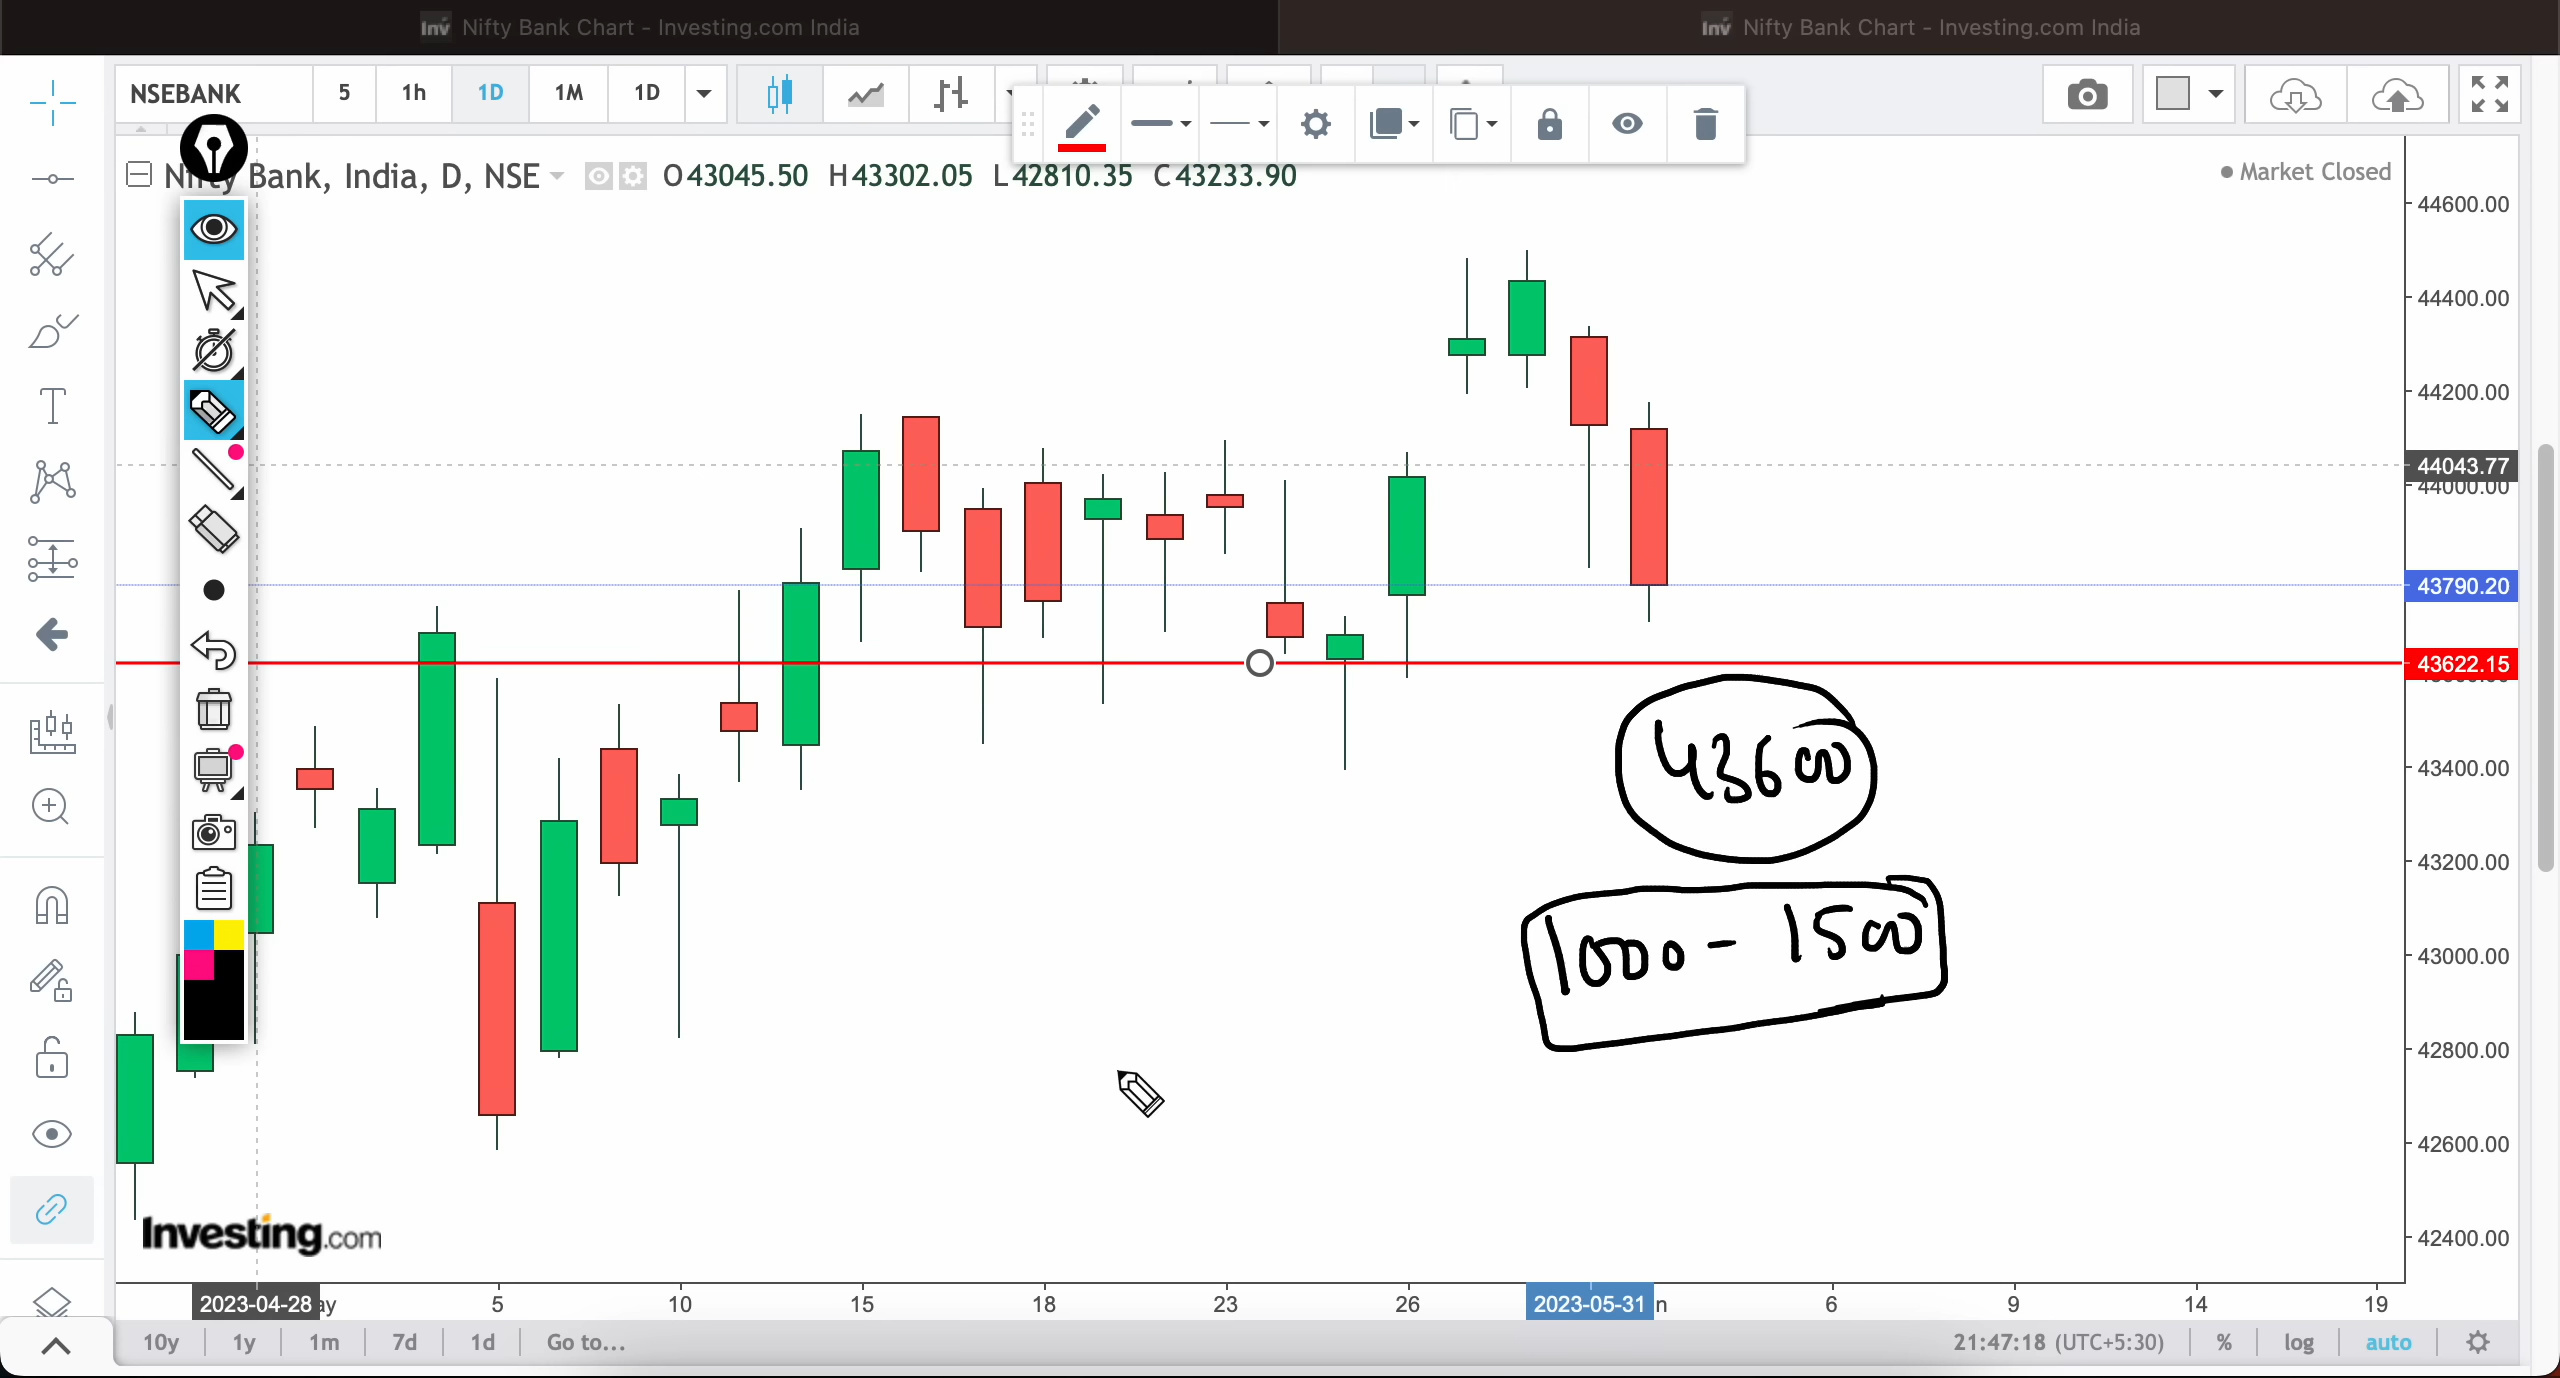 Nifty Bank Chart - Investing.com India
Nifty Bank Chart - Investing.com India
NSEBANK 5 1h 1D 1M 1D
Nifty Bank, India, D, NSE O43045.50 H43302.05 L42810.35 C43233.90
Market Closed
44600.00
44400.00
44200.00
44043.77
44000.00
43790.20
43622.15
43600
43400.00
43200.00
1000 - 1500
43000.00
42800.00
42600.00
42400.00
Investing.com
2023-04-28 ay 5 10 15 18 23 26 2023-05-31 n 6 9 14 19
10y 1y 1m 7d 1d Go to... 21:47:18 (UTC+5:30) % log auto